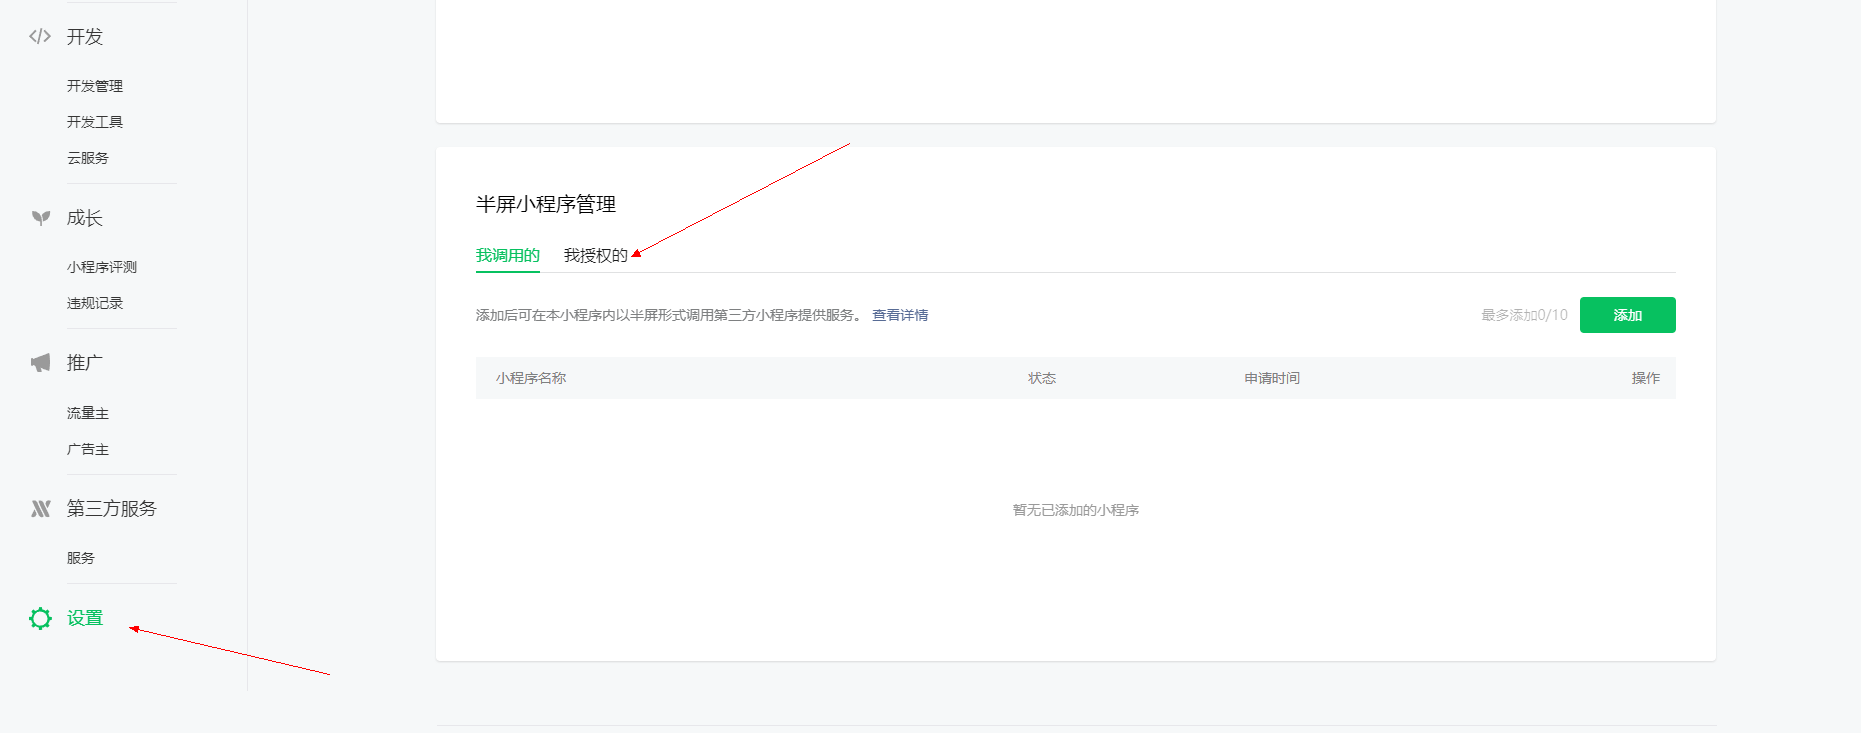 开发
开发管理
开发工具
云服务
成长
小程序评测
违规记录
推广
流量主
广告主
第三方服务
服务
设置
半屏小程序管理
我调用的 我授权的
添加后可在本小程序内以半屏形式调用第三方小程序提供服务。 查看详情 最多添加0/10 添加
小程序名称 状态 申请时间 操作
暂无已添加的小程序